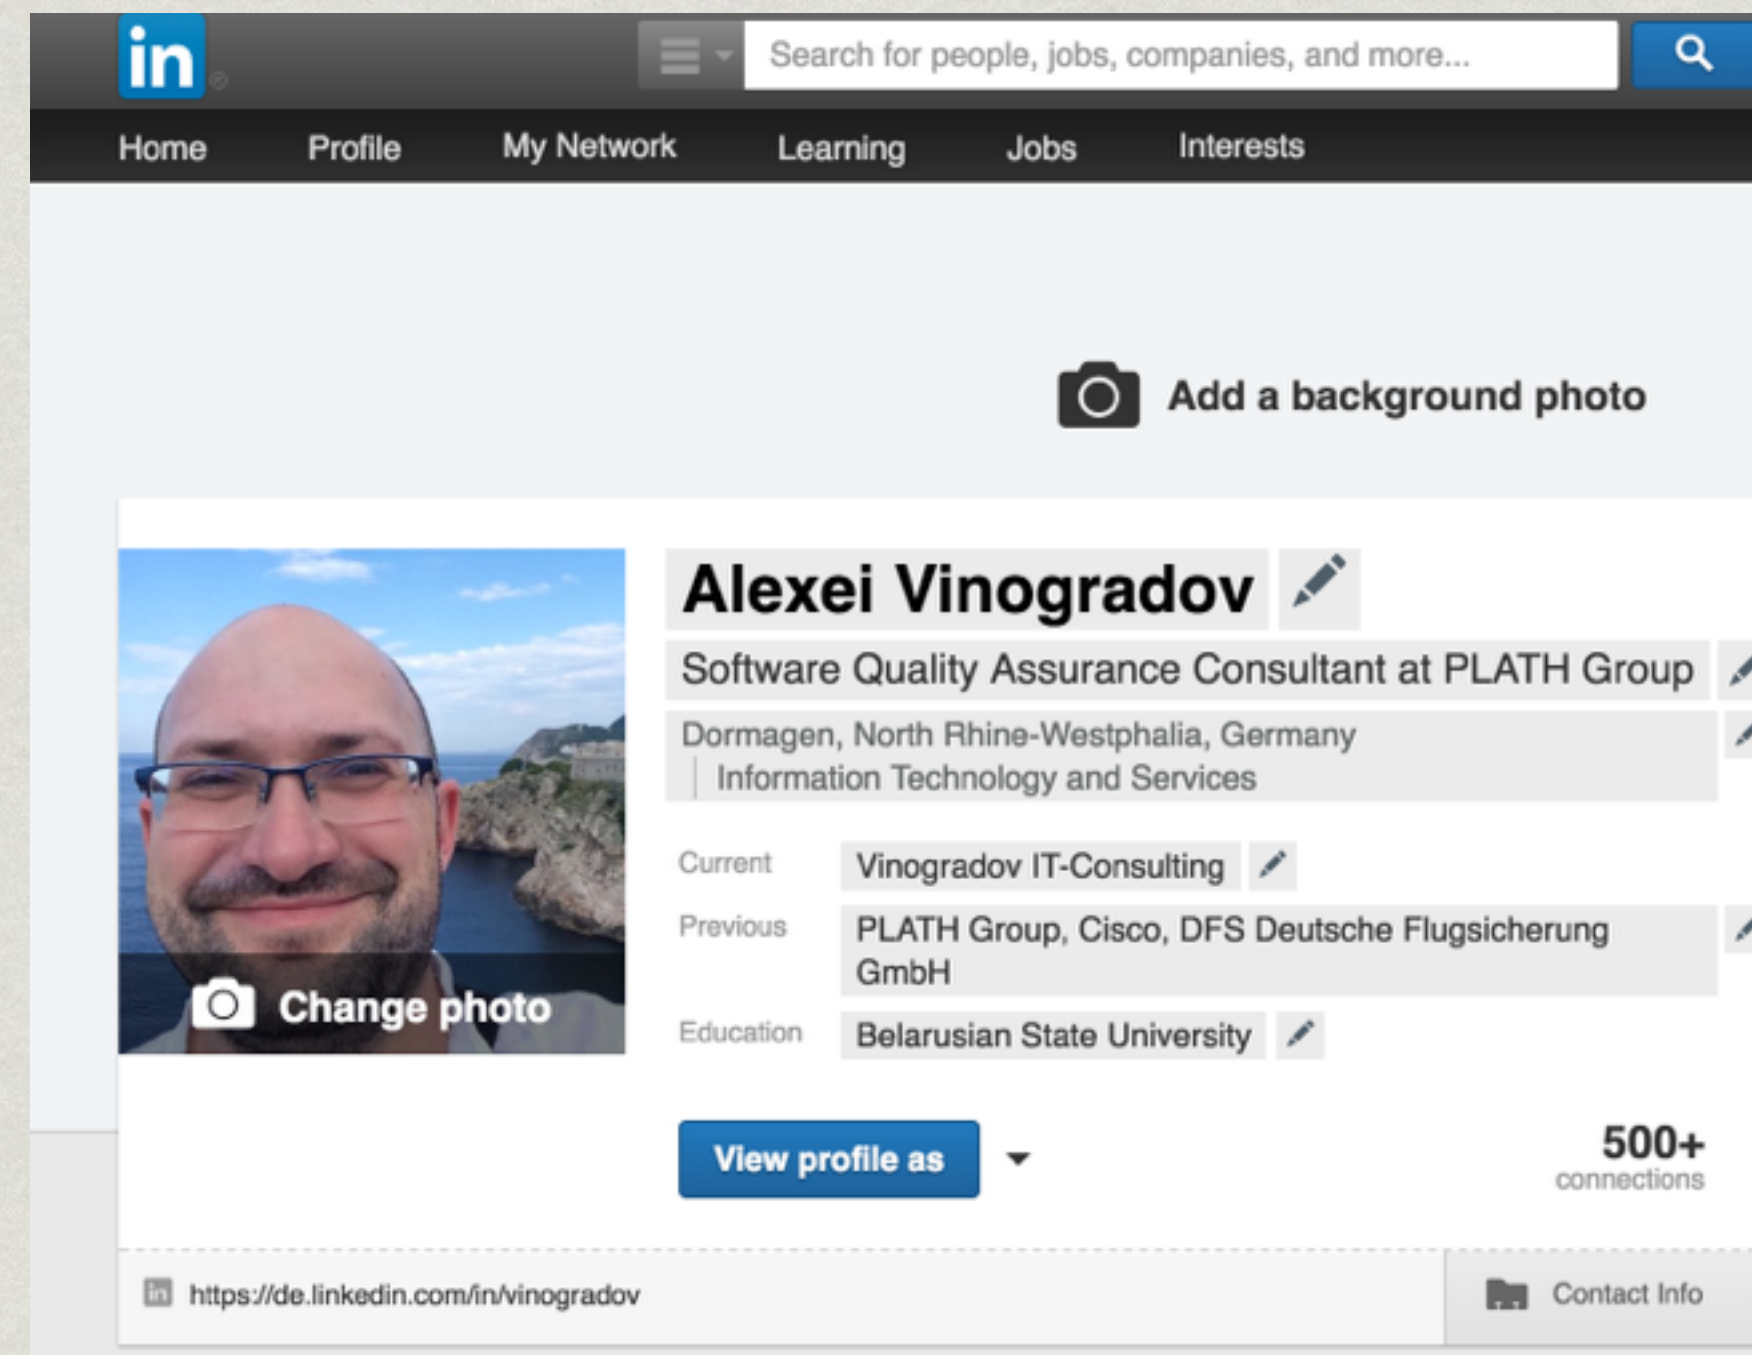 in
Search for people, jobs, companies, and more...
Home Profile My Network Learning Jobs Interests
Add a background photo
Alexei Vinogradov
Software Quality Assurance Consultant at PLATH Group
Dormagen, North Rhine-Westphalia, Germany
Information Technology and Services
Current Vinogradov IT-Consulting
Previous PLATH Group, Cisco, DFS Deutsche Flugsicherung
GmbH
Change photo
Education Belarusian State University
View profile as
500+
connections
in https://de.linkedin.com/in/vinogradov
Contact Info